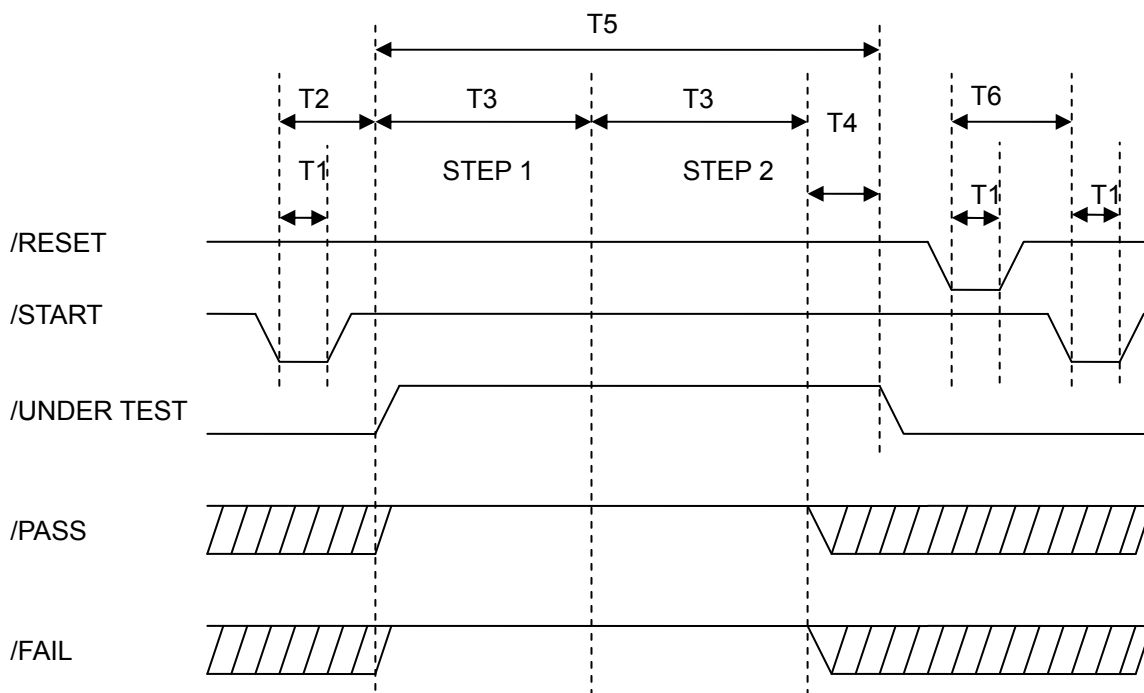 T5
T2
T3
T3
T4
T6
T1
STEP 1
STEP 2
T1
T1
/RESET
/START
/UNDER TEST
/PASS
/FAIL